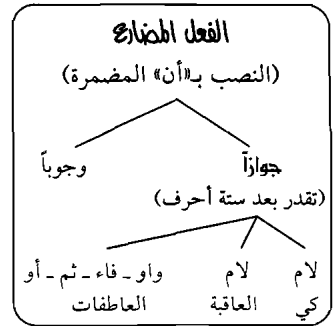 الفعل المضارع
(النصب بـ«أن» المضمرة)
جوازاً وجوباً
(تقدر بعد ستة أحرف)
لام لام واو - فاء - ثم - أو
كي العاقبة العاطفات